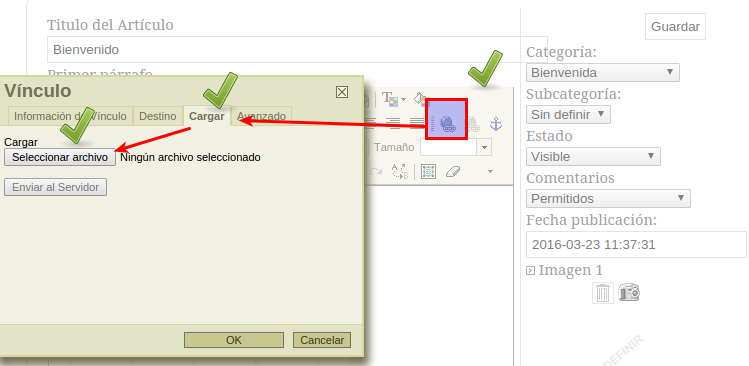 Titulo del Artículo
Bienvenido
Primer párrafo
Guardar
Categoría:
Bienvenida
Subcategoría:
Sin definir
Estado
Visible
Comentarios
Permitidos
Fecha publicación:
2016-03-23 11:37:31
Imagen 1
DEFINIR
Tamaño
Vínculo
Información de Vínculo
Destino
Cargar
Avanzado
Cargar
Seleccionar archivo
Ningún archivo seleccionado
Enviar al Servidor
OK
Cancelar